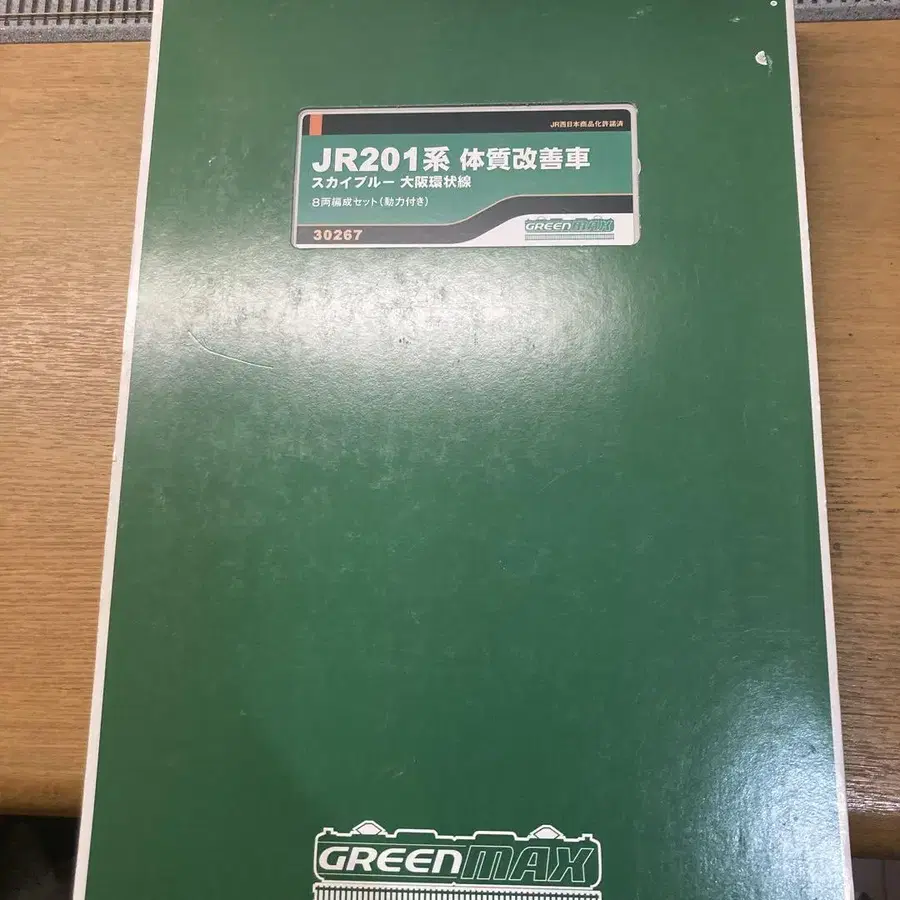 JR西日本商品化許諾済
JR201系 体質改善車
スカイブルー 大阪環状線
8両編成セット(動力付き)
30267
GREENMAX
GREENMAX